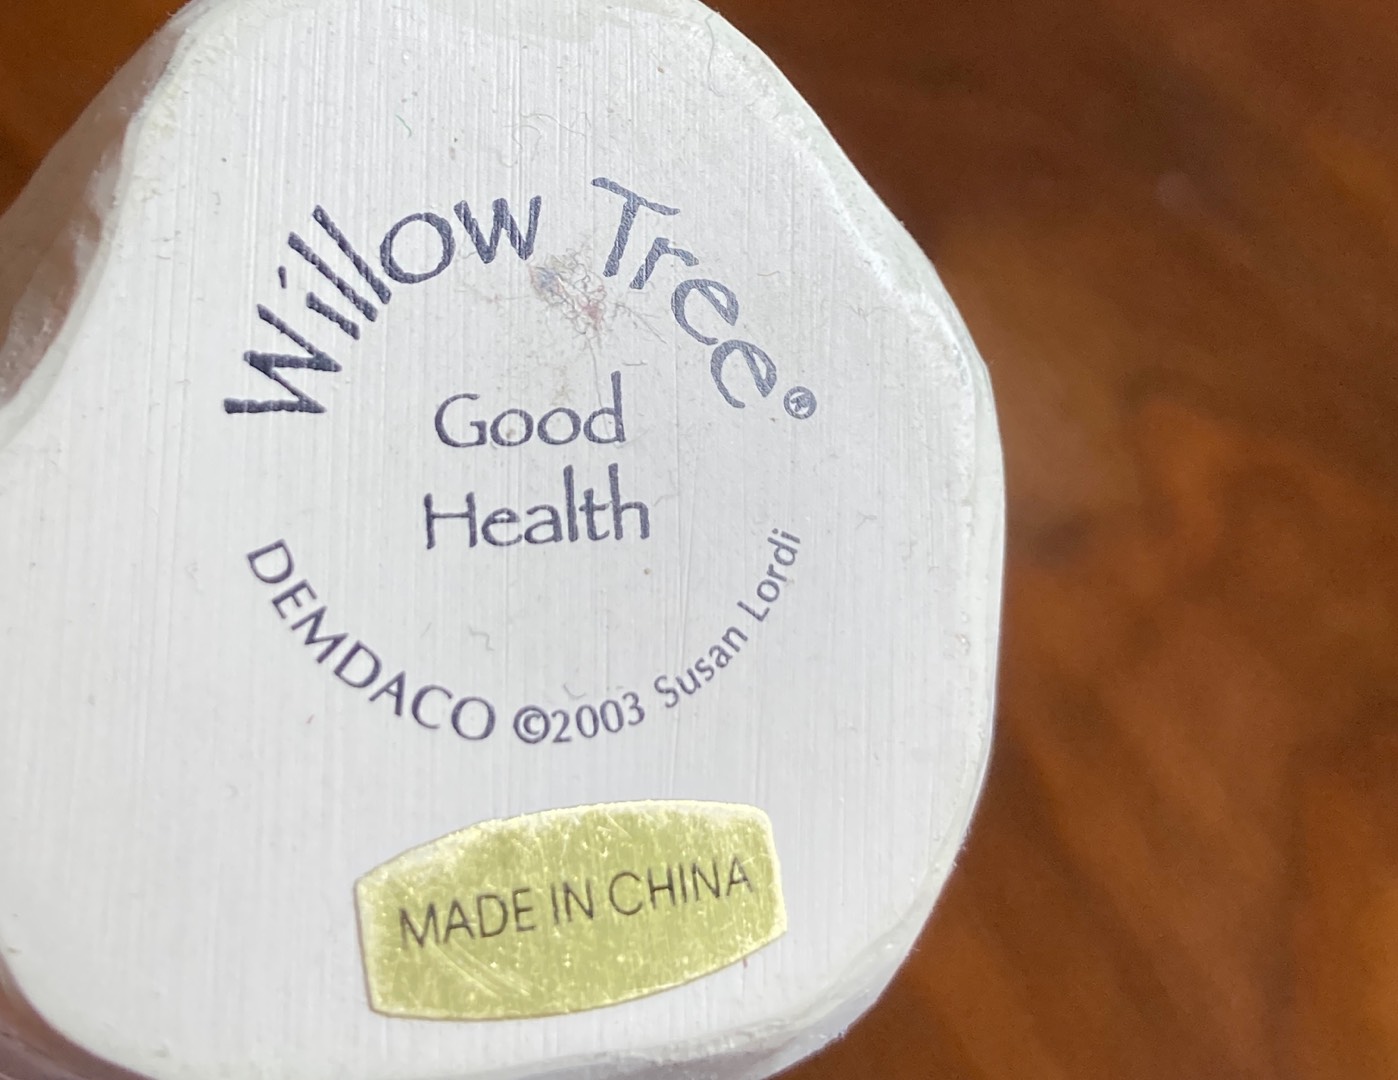 Willow Tree®
Good
Health
DEMDACO ©2003 Susan Lordi
MADE IN CHINA